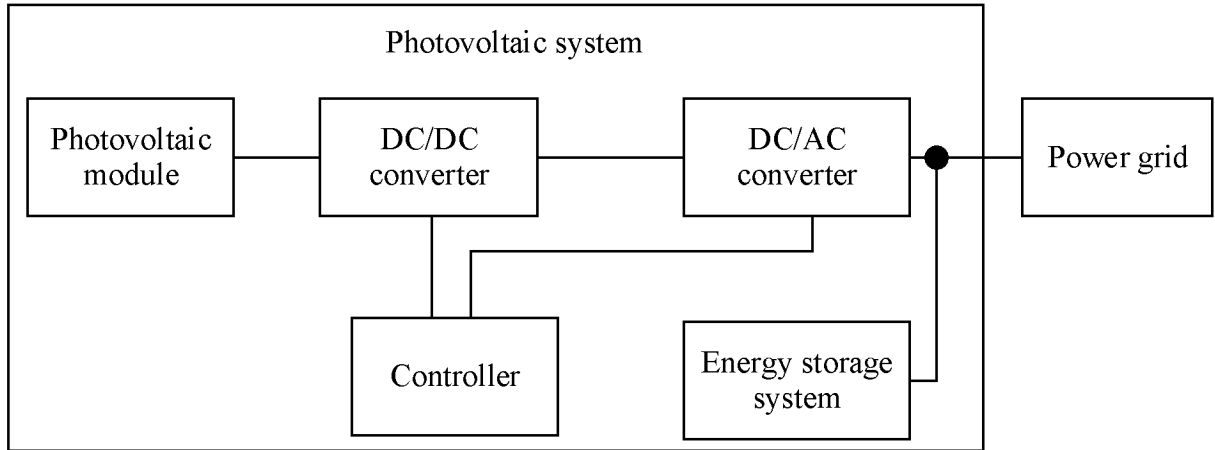 Photovoltaic system
Photovoltaic
module
DC/DC
converter
DC/AC
converter
Power grid
Controller
Energy storage
system